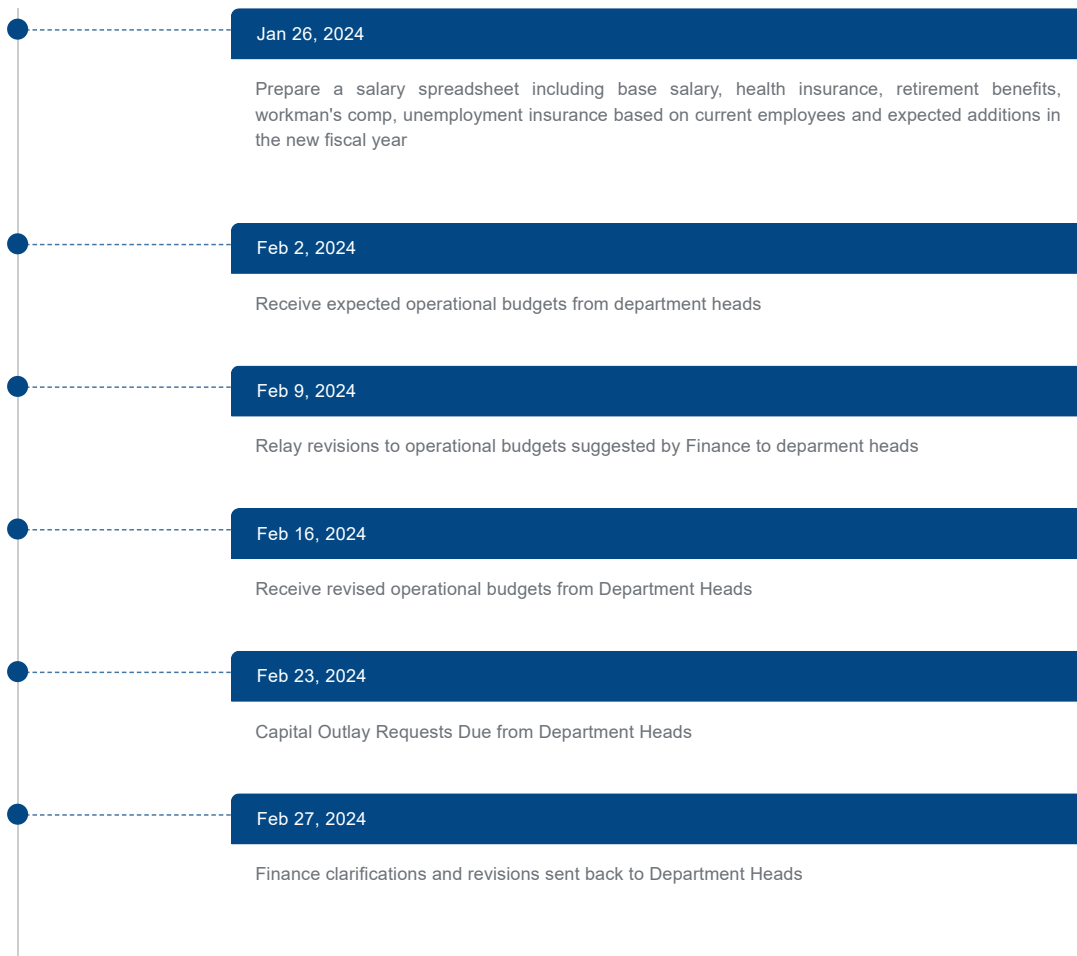 Jan 26, 2024
Prepare a salary spreadsheet including base salary, health insurance, retirement benefits,
workman's comp, unemployment insurance based on current employees and expected additions in
the new fiscal year
Feb 2, 2024
Receive expected operational budgets from department heads
Feb 9, 2024
Relay revisions to operational budgets suggested by Finance to deparment heads
Feb 16, 2024
Receive revised operational budgets from Department Heads
Feb 23, 2024
Capital Outlay Requests Due from Department Heads
Feb 27, 2024
Finance clarifications and revisions sent back to Department Heads